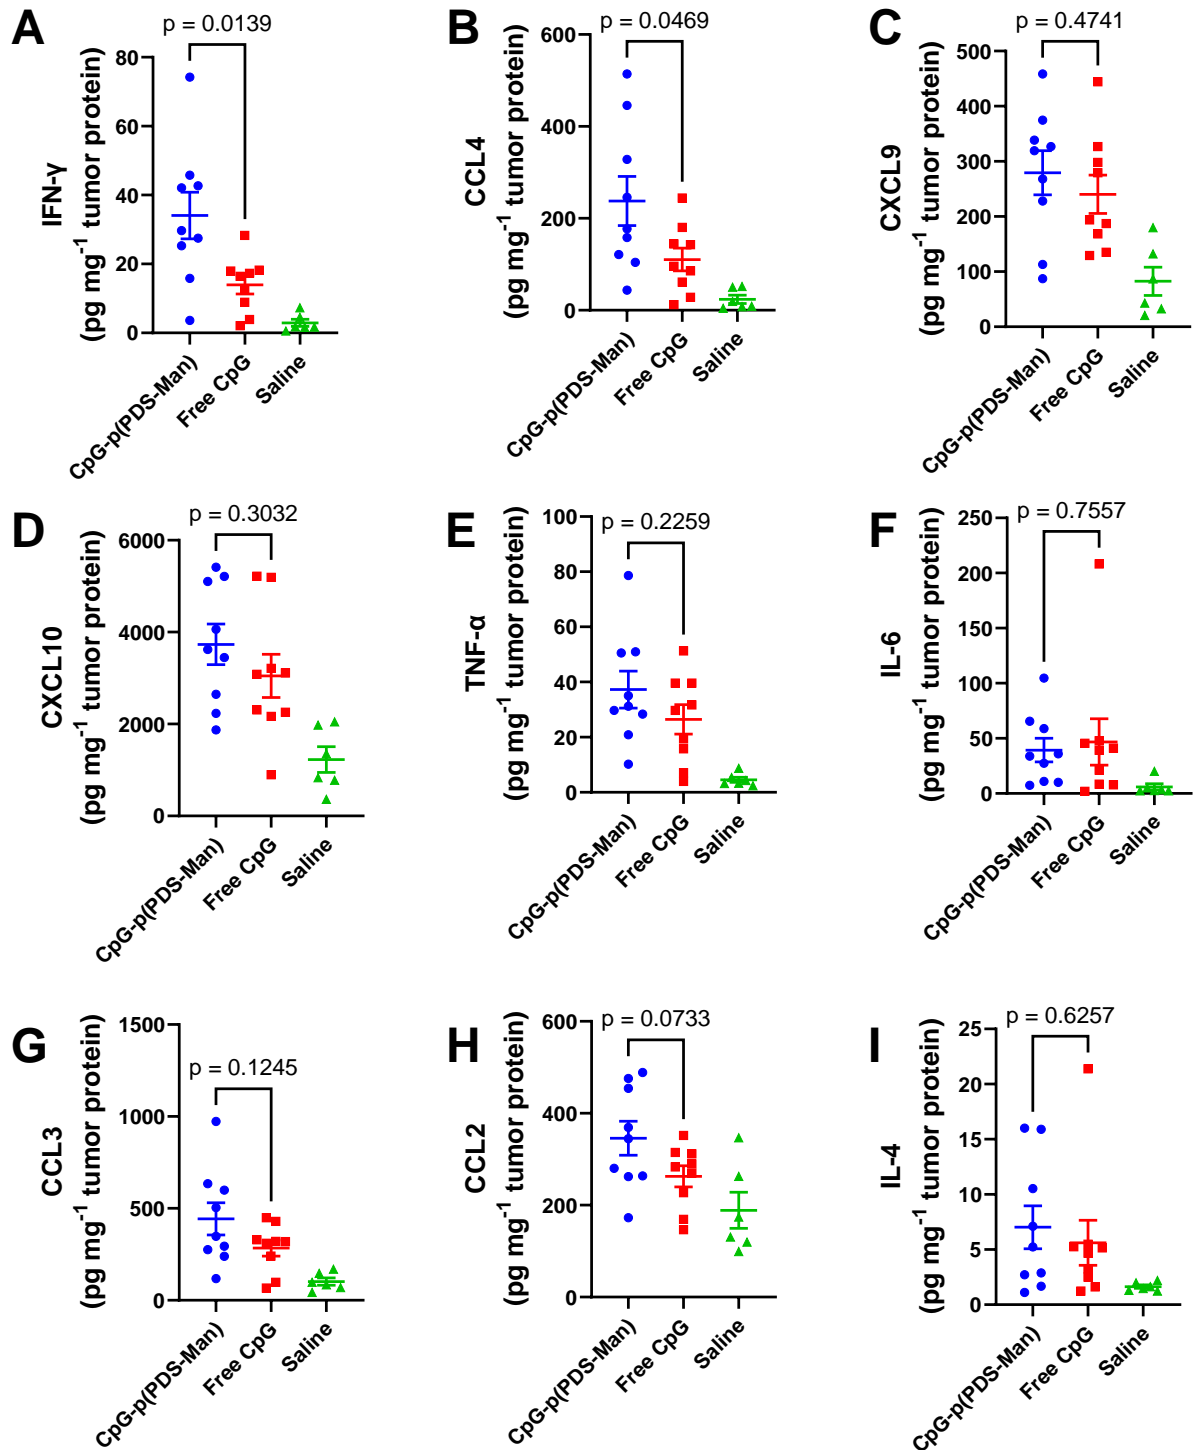 A
p = 0.0139
IFN-γ
(pg mg⁻¹ tumor protein)
80
60
40
20
0
CpG-p(PDS-Man)
Free CpG
Saline
B
p = 0.0469
CCL4
(pg mg⁻¹ tumor protein)
600
400
200
0
CpG-p(PDS-Man)
Free CpG
Saline
C
p = 0.4741
CXCL9
(pg mg⁻¹ tumor protein)
500
400
300
200
100
0
CpG-p(PDS-Man)
Free CpG
Saline
D
p = 0.3032
CXCL10
(pg mg⁻¹ tumor protein)
6000
4000
2000
0
CpG-p(PDS-Man)
Free CpG
Saline
E
p = 0.2259
TNF-α
(pg mg⁻¹ tumor protein)
100
80
60
40
20
0
CpG-p(PDS-Man)
Free CpG
Saline
F
p = 0.7557
IL-6
(pg mg⁻¹ tumor protein)
250
200
150
100
50
0
CpG-p(PDS-Man)
Free CpG
Saline
G
p = 0.1245
CCL3
(pg mg⁻¹ tumor protein)
1500
1000
500
0
CpG-p(PDS-Man)
Free CpG
Saline
H
p = 0.0733
CCL2
(pg mg⁻¹ tumor protein)
600
400
200
0
CpG-p(PDS-Man)
Free CpG
Saline
I
p = 0.6257
IL-4
(pg mg⁻¹ tumor protein)
25
20
15
10
5
0
CpG-p(PDS-Man)
Free CpG
Saline